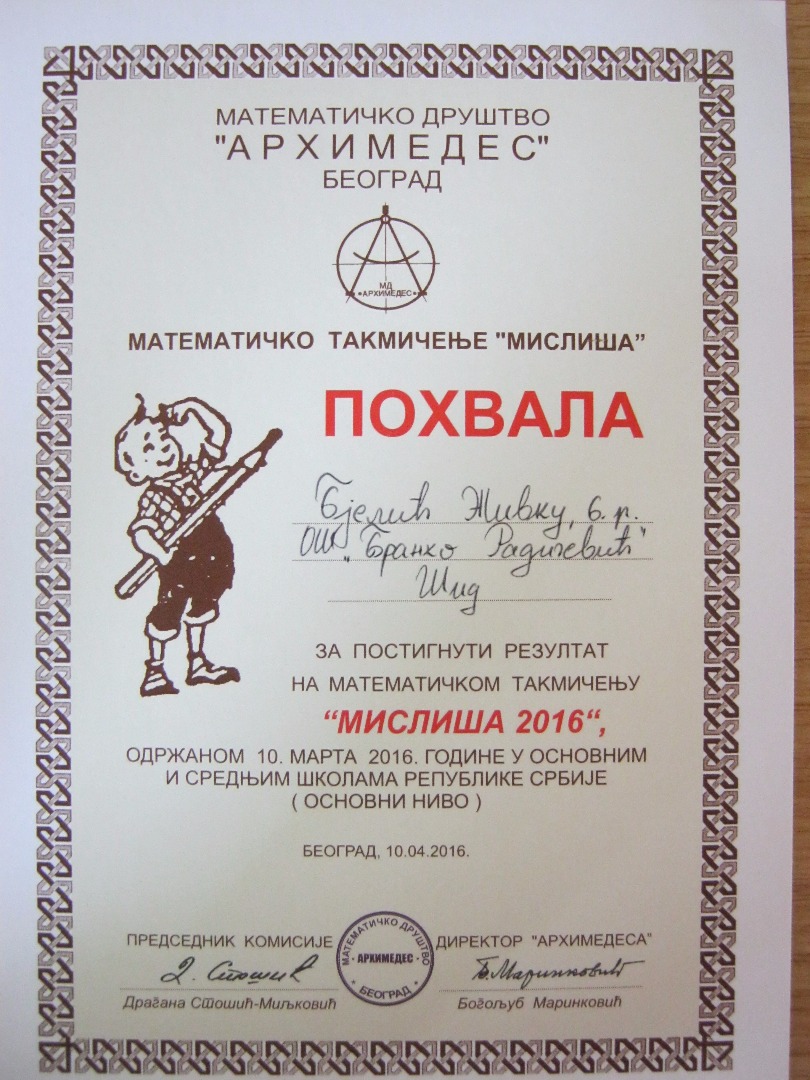 МАТЕМАТИЧКО ДРУШТВО
"АРХИМЕДЕС"
БЕОГРАД
МД
"АРХИМЕДЕС"
МАТЕМАТИЧКО ТАКМИЧЕЊЕ "МИСЛИША"
ПОХВАЛА
Бјелић Живку, 6. р.
ОШ "Бранко Радичевић"
Шид
ЗА ПОСТИГНУТИ РЕЗУЛТАТ
НА МАТЕМАТИЧКОМ ТАКМИЧЕЊУ
“МИСЛИША 2016“,
ОДРЖАНОМ 10. МАРТА 2016. ГОДИНЕ У ОСНОВНИМ
И СРЕДЊИМ ШКОЛАМА РЕПУБЛИКЕ СРБИЈЕ
( ОСНОВНИ НИВО )
БЕОГРАД, 10.04.2016.
ПРЕДСЕДНИК КОМИСИЈЕ
Д. Стошић
Драгана Стошић-Миљковић
МАТЕМАТИЧКО ДРУШТВО
· АРХИМЕДЕС ·
БЕОГРАД
ДИРЕКТОР "АРХИМЕДЕСА"
Б. Маринковић
Богољуб Маринковић